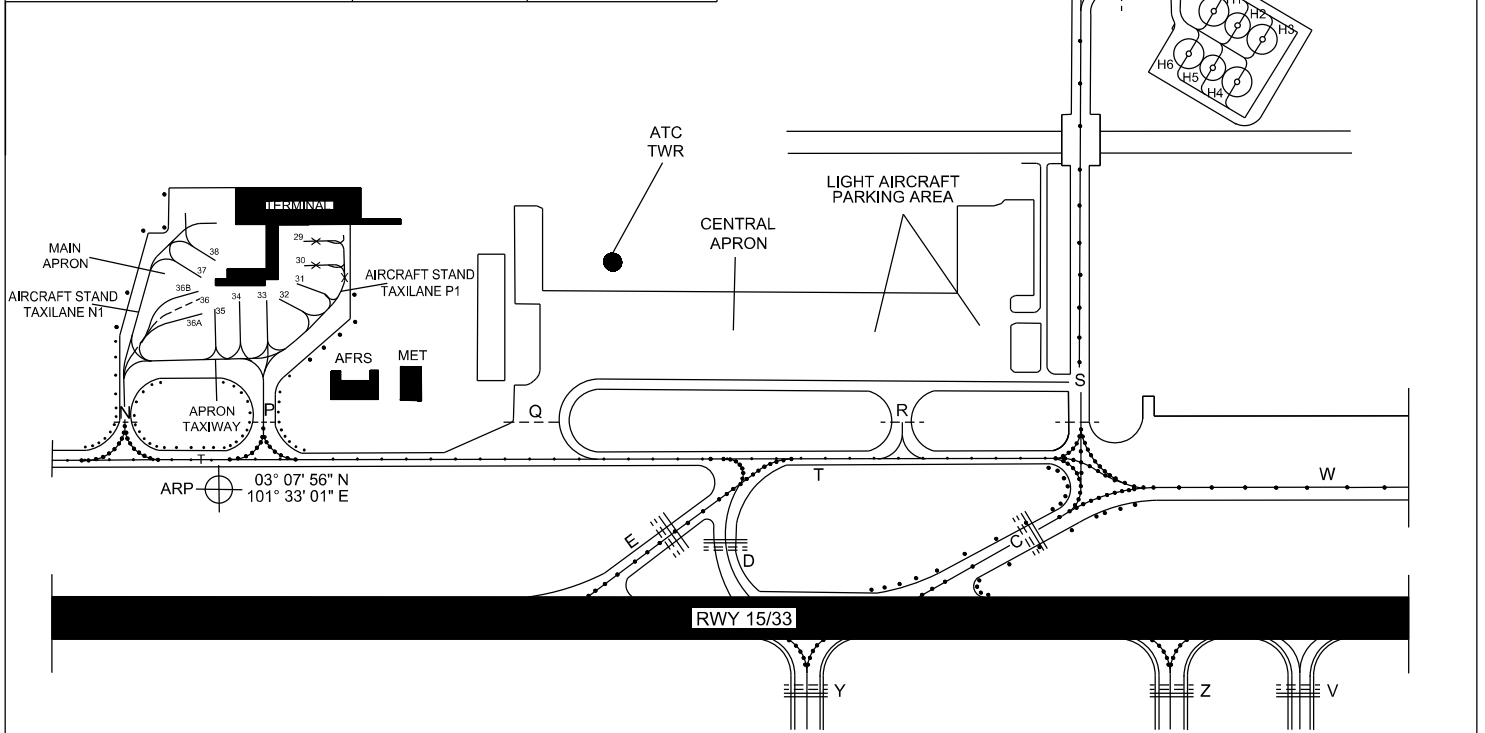 H2
H3
H6
H5
H4
ATC
TWR
LIGHT AIRCRAFT
PARKING AREA
TERMINAL
CENTRAL
APRON
MAIN
APRON
29
38
30
37
AIRCRAFT STAND
TAXILANE P1
31
36B
AIRCRAFT STAND
TAXILANE N1
36
34
33
32
35
36A
AFRS
MET
S
N
APRON
TAXIWAY
P
Q
R
T
ARP
03° 07' 56" N
101° 33' 01" E
T
W
E
D
C
RWY 15/33
Y
Z
V